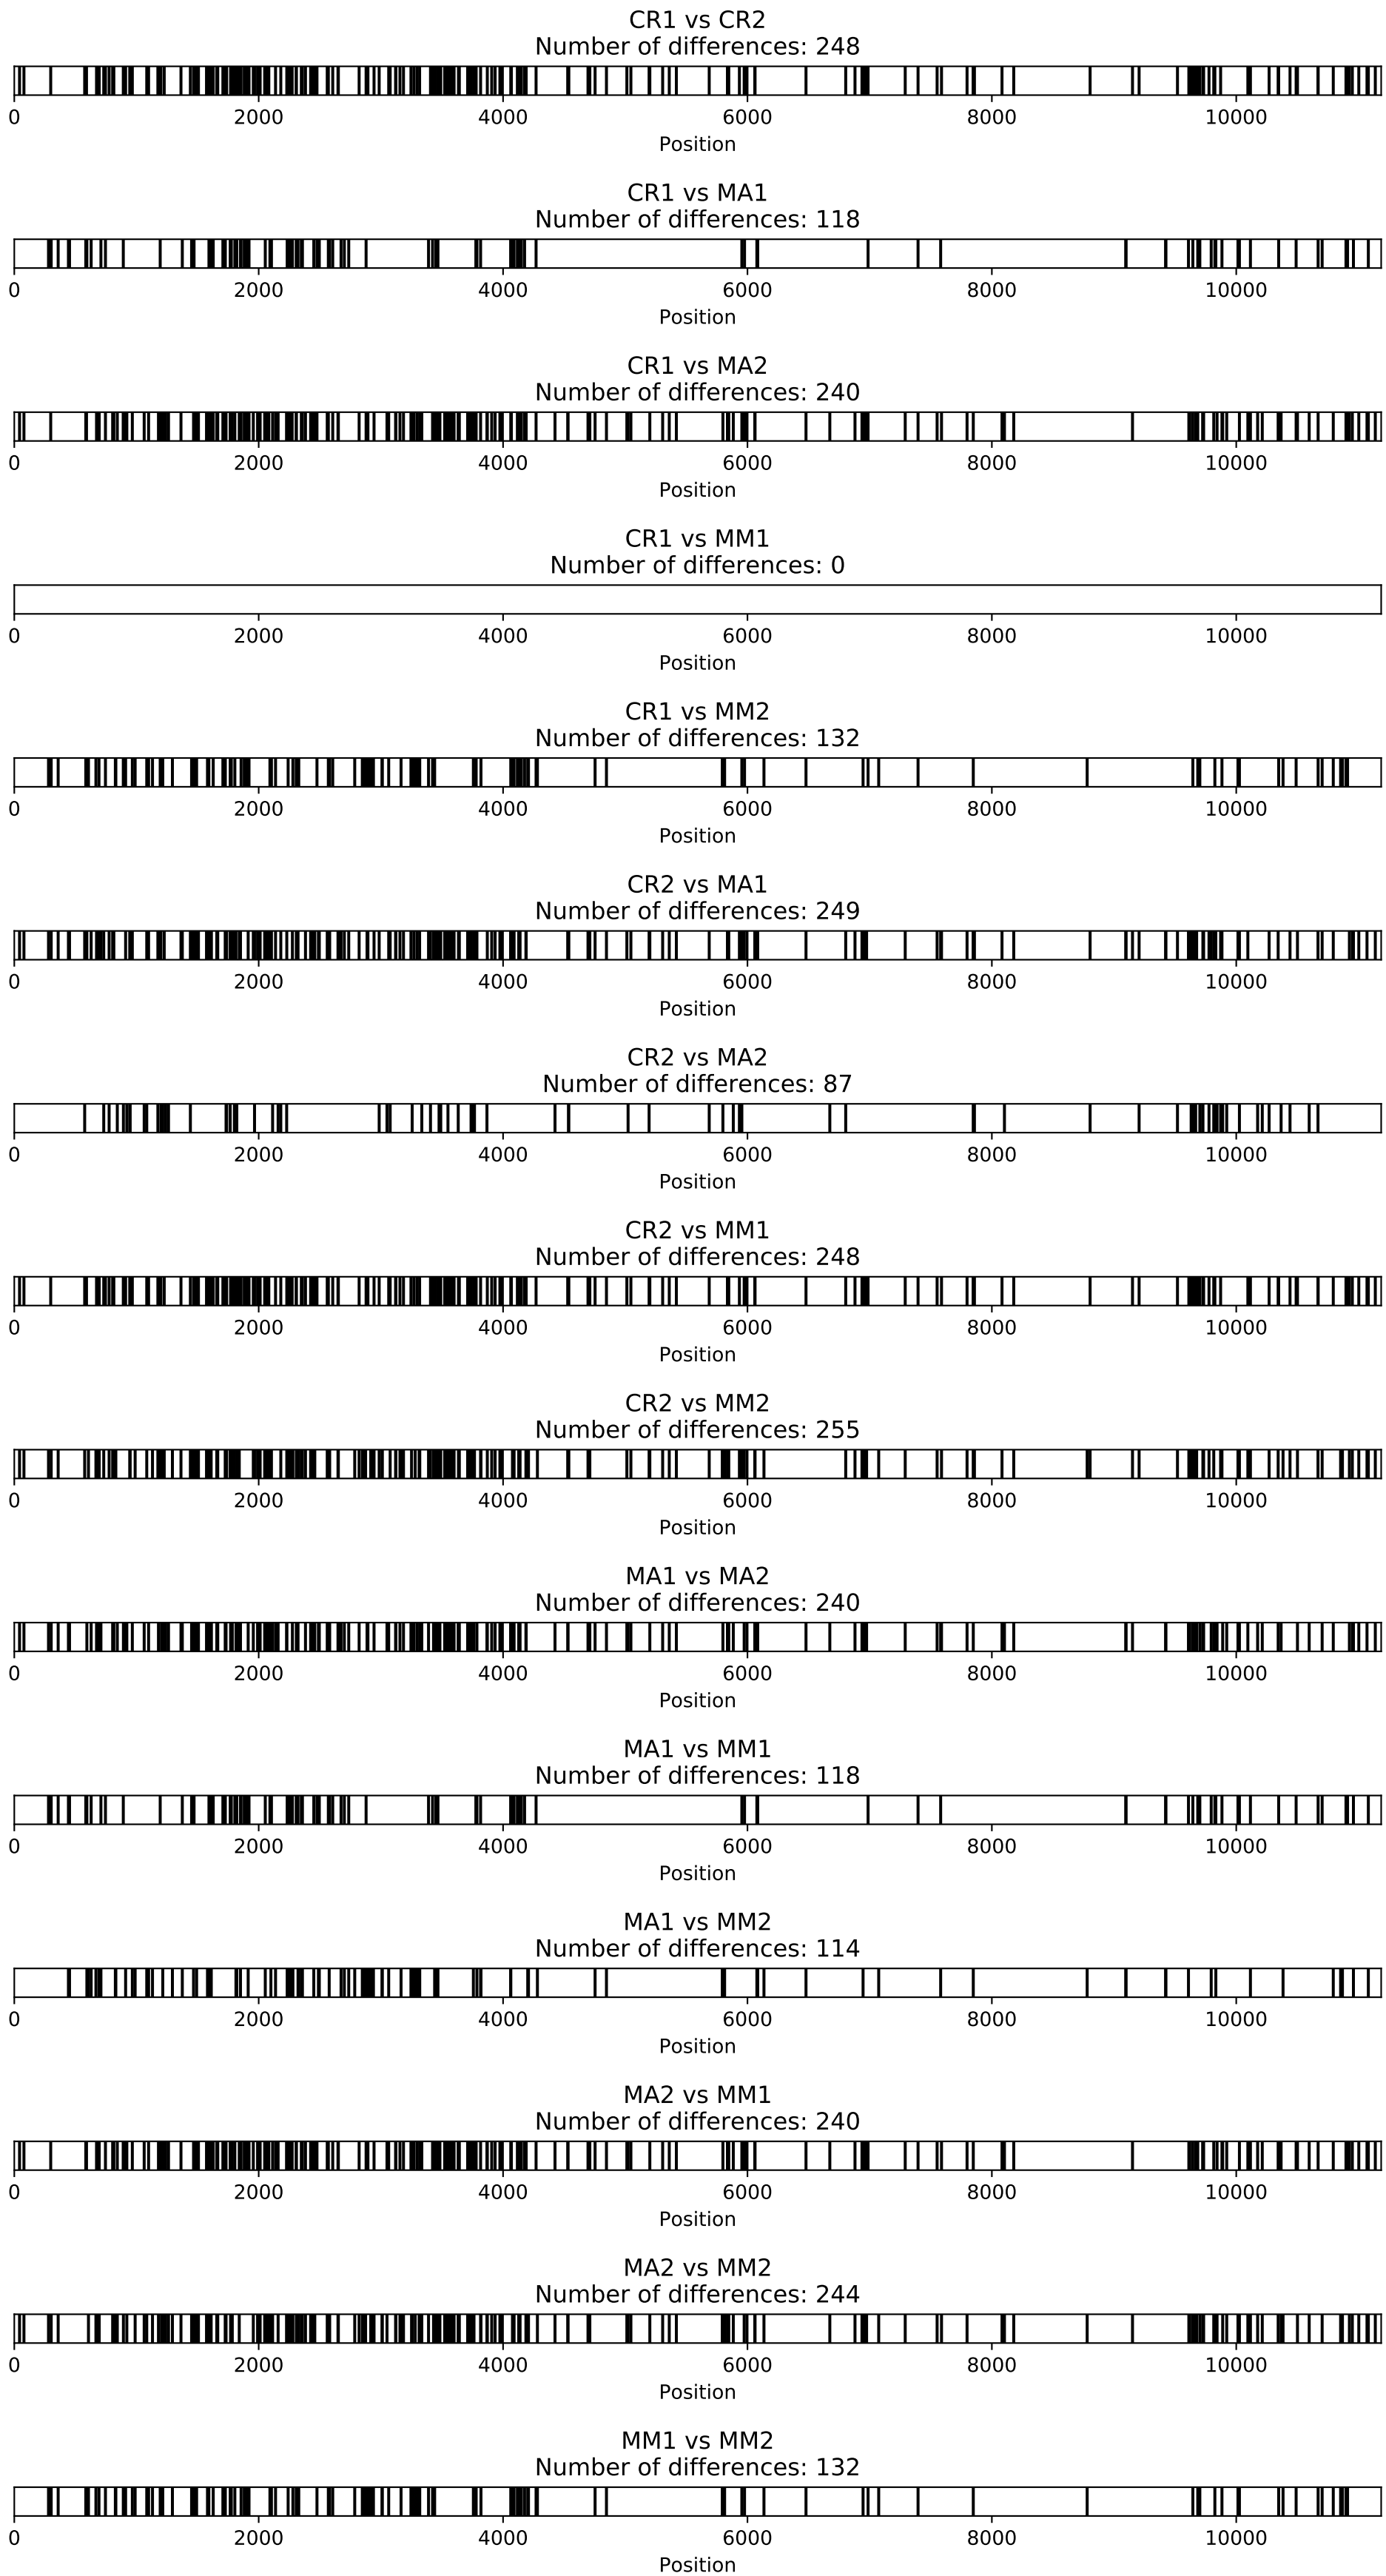 CR1 vs CR2
Number of differences: 248
0 2000 4000 6000 8000 10000
Position
CR1 vs MA1
Number of differences: 118
0 2000 4000 6000 8000 10000
Position
CR1 vs MA2
Number of differences: 240
0 2000 4000 6000 8000 10000
Position
CR1 vs MM1
Number of differences: 0
0 2000 4000 6000 8000 10000
Position
CR1 vs MM2
Number of differences: 132
0 2000 4000 6000 8000 10000
Position
CR2 vs MA1
Number of differences: 249
0 2000 4000 6000 8000 10000
Position
CR2 vs MA2
Number of differences: 87
0 2000 4000 6000 8000 10000
Position
CR2 vs MM1
Number of differences: 248
0 2000 4000 6000 8000 10000
Position
CR2 vs MM2
Number of differences: 255
0 2000 4000 6000 8000 10000
Position
MA1 vs MA2
Number of differences: 240
0 2000 4000 6000 8000 10000
Position
MA1 vs MM1
Number of differences: 118
0 2000 4000 6000 8000 10000
Position
MA1 vs MM2
Number of differences: 114
0 2000 4000 6000 8000 10000
Position
MA2 vs MM1
Number of differences: 240
0 2000 4000 6000 8000 10000
Position
MA2 vs MM2
Number of differences: 244
0 2000 4000 6000 8000 10000
Position
MM1 vs MM2
Number of differences: 132
0 2000 4000 6000 8000 10000
Position